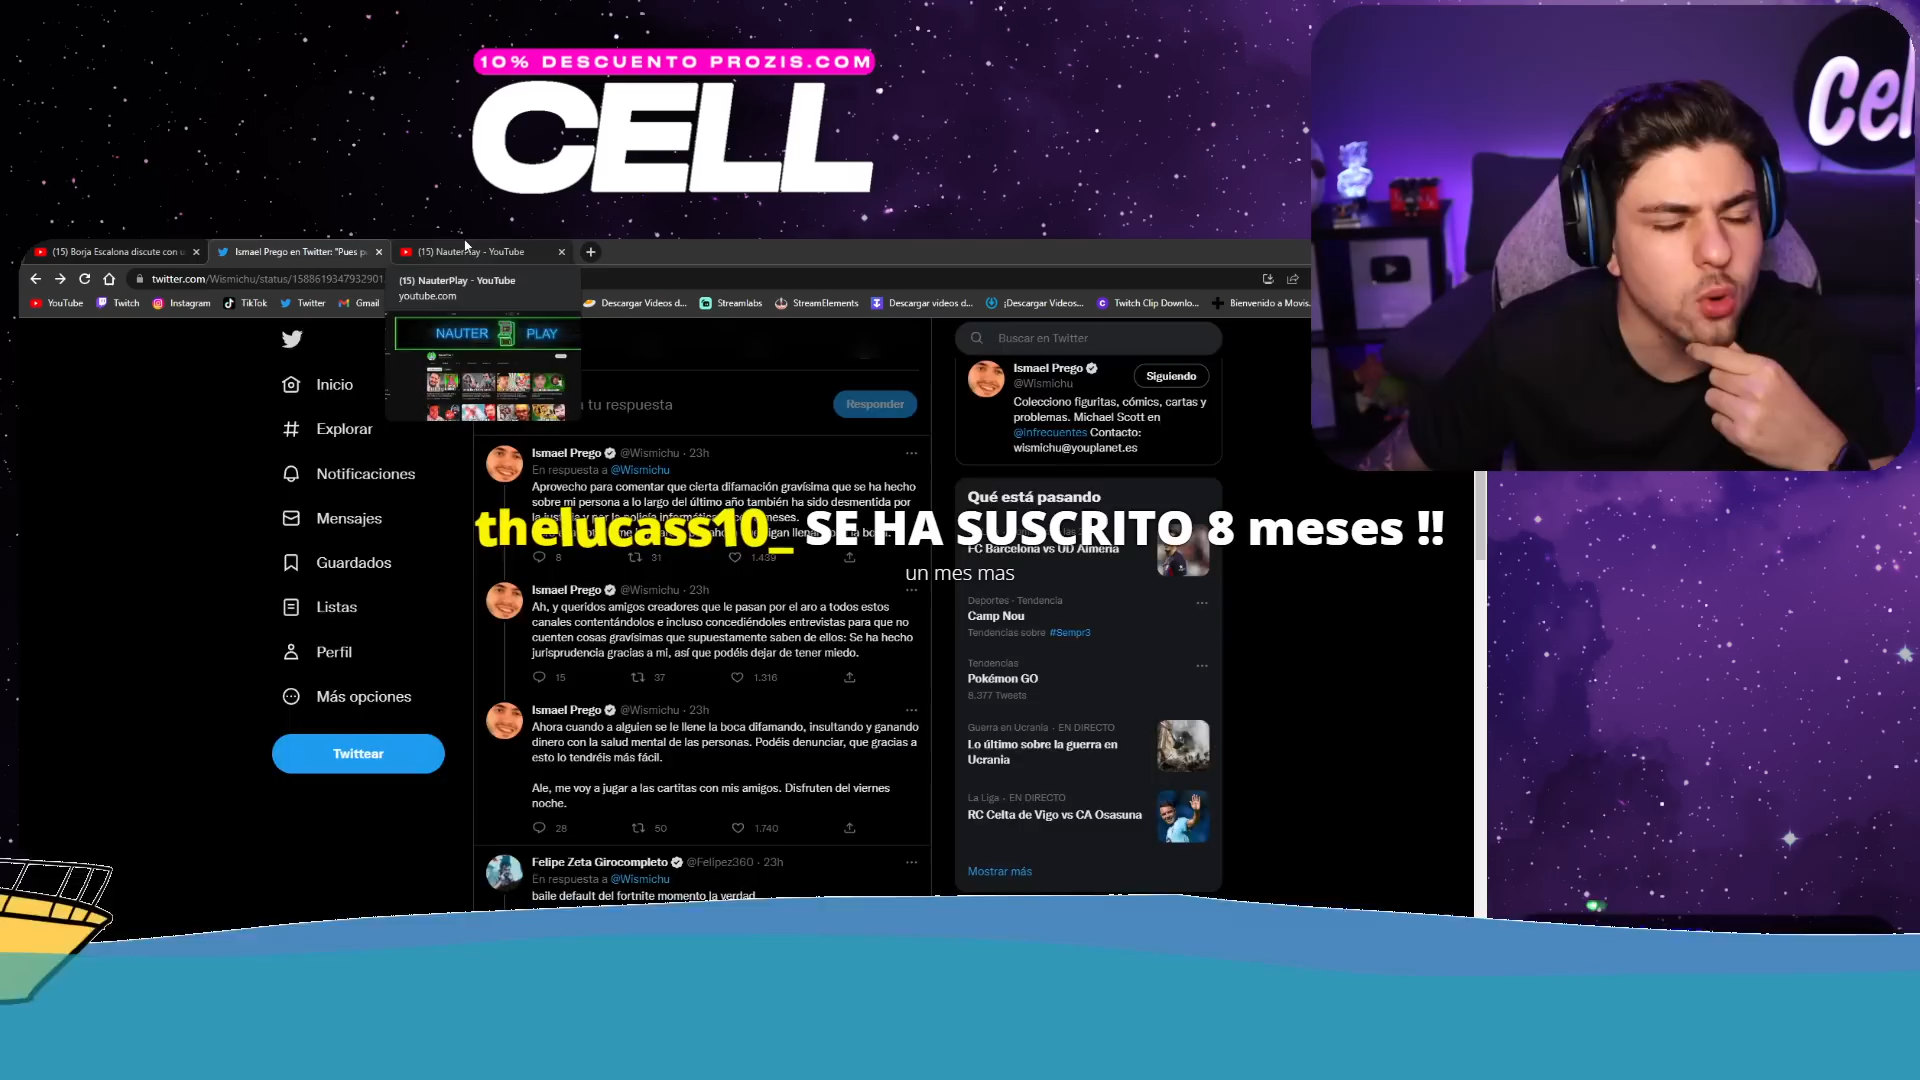 10% DESCUENTO PROZIS.COM
CELL
Cel
(15) Borja Escalona discute con u
Ismael Prego en Twitter: "Pues p
(15) NauterPlay - YouTube
twitter.com/Wismichu/status/1588619347932901
(15) NauterPlay - YouTube
youtube.com
NAUTER PLAY
YouTube
Twitch
Instagram
TikTok
Twitter
Gmail
Descargar Videos d...
Streamlabs
StreamElements
Descargar videos d...
¡Descargar Videos...
Twitch Clip Downlo...
Bienvenido a Movis.
Inicio
Explorar
Notificaciones
Mensajes
Guardados
Listas
Perfil
Más opciones
Twittear
tu respuesta
Responder
Ismael Prego @Wismichu · 23h
En respuesta a @Wismichu
Aprovecho para comentar que cierta difamación gravísima que se ha hecho
sobre mi persona a lo largo del último año también ha sido desmentida por
8 31 1.439
thelucass10_ SE HA SUSCRITO 8 meses !!
un mes mas
Ismael Prego @Wismichu · 23h
Ah, y queridos amigos creadores que le pasan por el aro a todos estos
canales contentándolos e incluso concediéndoles entrevistas para que no
cuenten cosas gravísimas que supuestamente saben de ellos: Se ha hecho
jurisprudencia gracias a mi, así que podéis dejar de tener miedo.
15 37 1.316
Ismael Prego @Wismichu · 23h
Ahora cuando a alguien se le llene la boca difamando, insultando y ganando
dinero con la salud mental de las personas. Podéis denunciar, que gracias a
esto lo tendréis más fácil.
Ale, me voy a jugar a las cartitas con mis amigos. Disfruten del viernes
noche.
28 50 1.740
Felipe Zeta Girocompleto @Felipez360 · 23h
En respuesta a @Wismichu
baile default del fortnite momento la verdad
Buscar en Twitter
Ismael Prego
@Wismichu
Siguiendo
Colecciono figuritas, cómics, cartas y
problemas. Michael Scott en
@infrecuentes Contacto:
wismichu@youplanet.es
Qué está pasando
FC Barcelona vs UD Almería
Deportes · Tendencia
Camp Nou
Tendencias sobre #Sempr3
Tendencias
Pokémon GO
8.377 Tweets
Guerra en Ucrania · EN DIRECTO
Lo último sobre la guerra en
Ucrania
La Liga · EN DIRECTO
RC Celta de Vigo vs CA Osasuna
Mostrar más